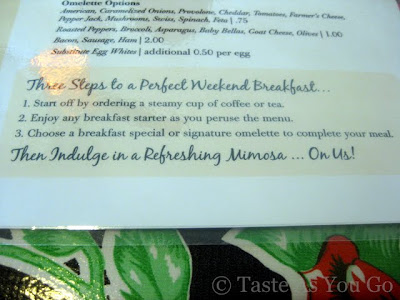 Omelette Options
American, Caramelized Onions, Provolone, Cheddar, Tomatoes, Farmer's Cheese,
Pepper Jack, Mushrooms, Swiss, Spinach, Feta | .75
Roasted Peppers, Broccoli, Asparagus, Baby Bellas, Goat Cheese, Olives | 1.00
Bacon, Sausage, Ham | 2.00
Substitute Egg Whites | additional 0.50 per egg
Three Steps to a Perfect Weekend Breakfast...
1. Start off by ordering a steamy cup of coffee or tea.
2. Enjoy any breakfast starter as you peruse the menu.
3. Choose a breakfast special or signature omelette to complete your meal.
Then Indulge in a Refreshing Mimosa ... On Us!
© Taste As You Go